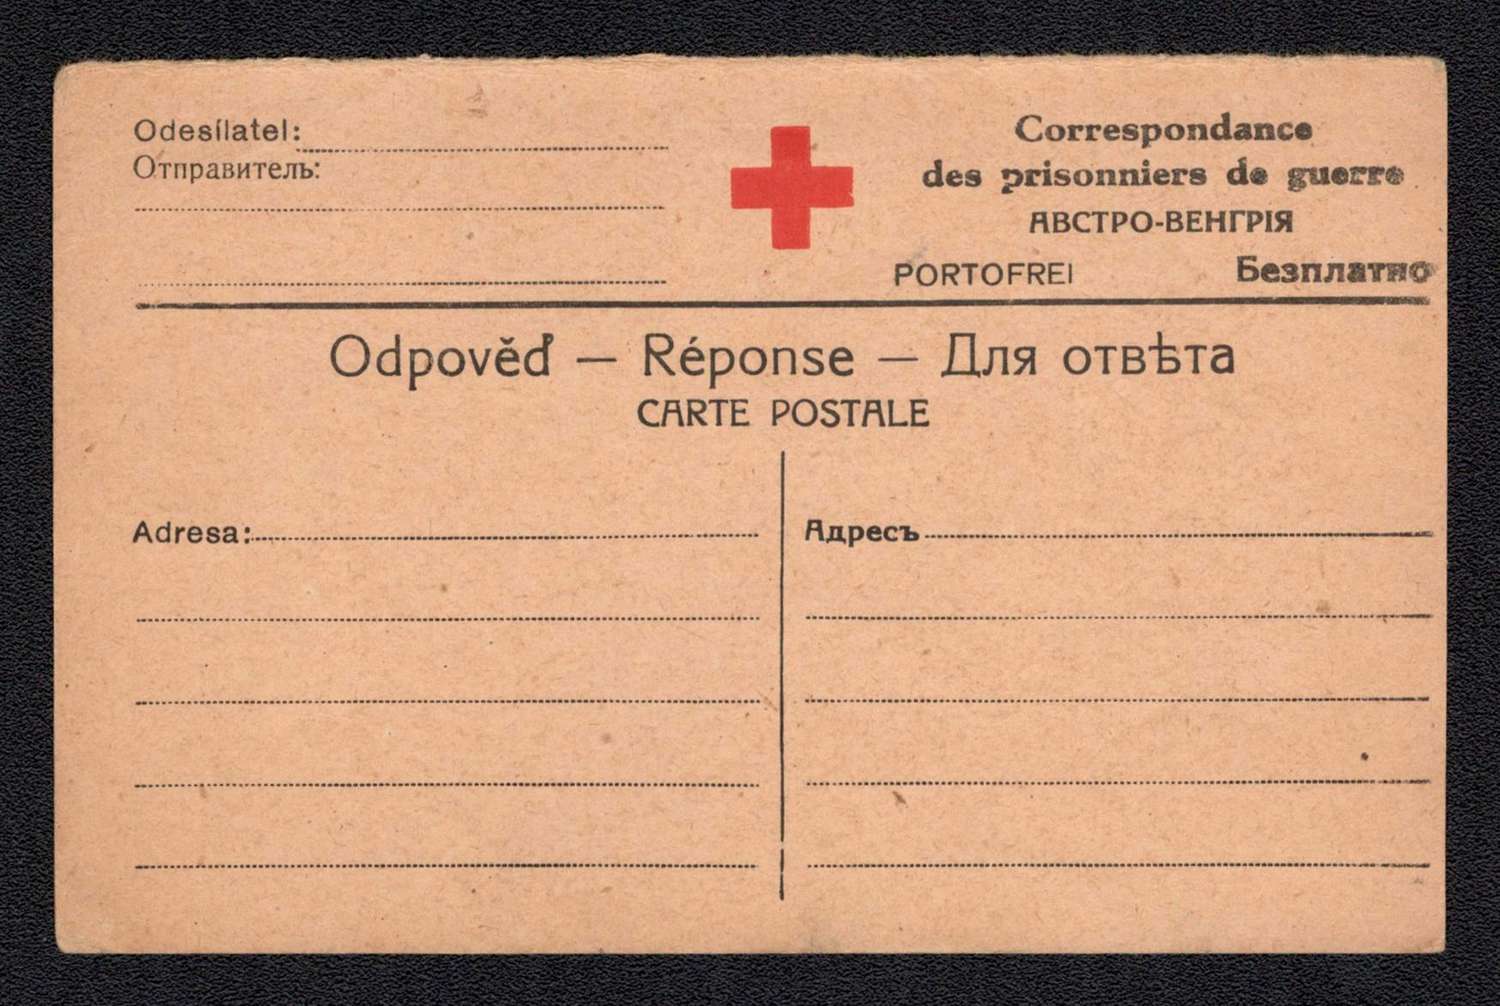 Odesílatel:
Отправитель:
Correspondance
des prisonniers de guerre
АВСТРО-ВЕНГРІЯ
PORTOFREI Безплатно
Odpověď — Réponse — Для отвѣта
CARTE POSTALE
Adresa:
Адресъ